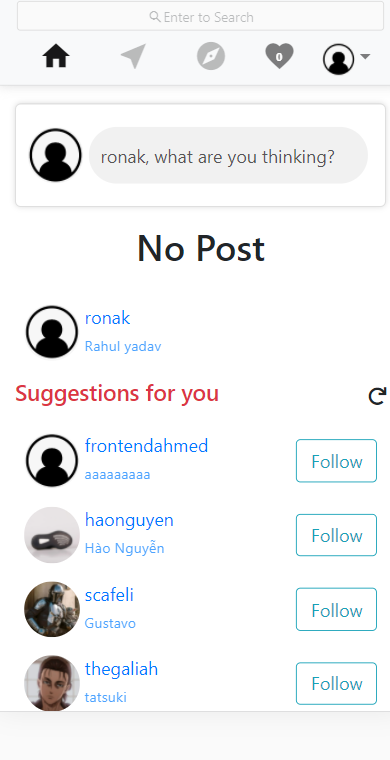 Enter to Search
0
ronak, what are you thinking?
No Post
ronak
Rahul yadav
Suggestions for you
frontendahmed
aaaaaaaaa
Follow
haonguyen
Hào Nguyễn
Follow
scafeli
Gustavo
Follow
thegaliah
tatsuki
Follow